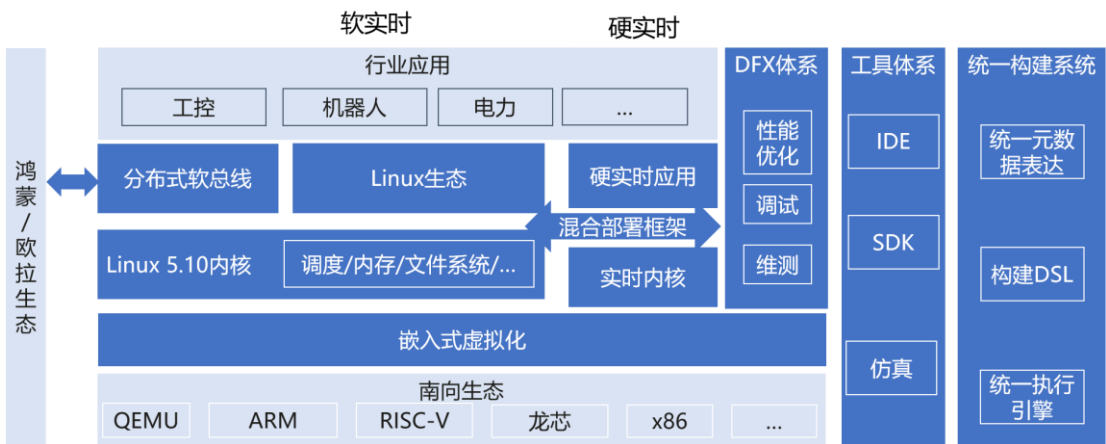 软实时
硬实时
鸿蒙/欧拉生态
行业应用
工控
机器人
电力
...
分布式软总线
Linux生态
硬实时应用
混合部署框架
Linux 5.10内核
调度/内存/文件系统/...
实时内核
嵌入式虚拟化
南向生态
QEMU
ARM
RISC-V
龙芯
x86
...
DFX体系
性能
优化
调试
维测
工具体系
IDE
SDK
仿真
统一构建系统
统一元数
据表达
构建DSL
统一执行
引擎